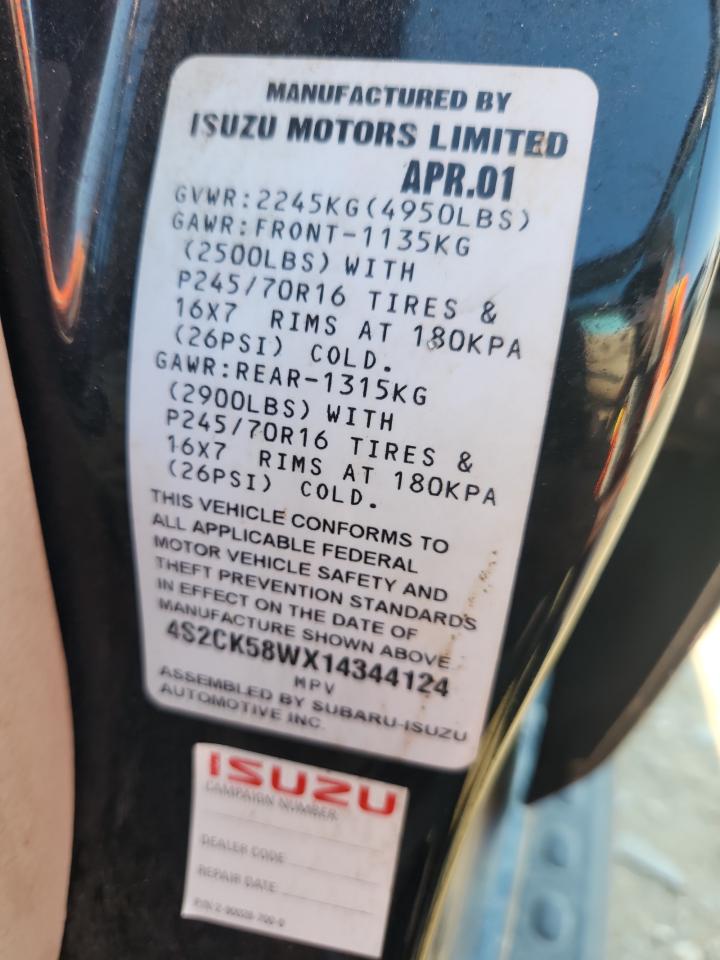 MANUFACTURED BY
ISUZU MOTORS LIMITED
APR.01
GVWR:2245KG(4950LBS)
GAWR:FRONT-1135KG
(2500LBS) WITH
P245/70R16 TIRES &
16X7 RIMS AT 180KPA
(26PSI) COLD.
GAWR:REAR-1315KG
(2900LBS) WITH
P245/70R16 TIRES &
16X7 RIMS AT 180KPA
(26PSI) COLD.
THIS VEHICLE CONFORMS TO
ALL APPLICABLE FEDERAL
MOTOR VEHICLE SAFETY AND
THEFT PREVENTION STANDARDS
IN EFFECT ON THE DATE OF
MANUFACTURE SHOWN ABOVE.
4S2CK58WX14344124
MPV
ASSEMBLED BY SUBARU-ISUZU
AUTOMOTIVE INC.
ISUZU
CAMPAIGN NUMBER
DEALER CODE
REPAIR DATE